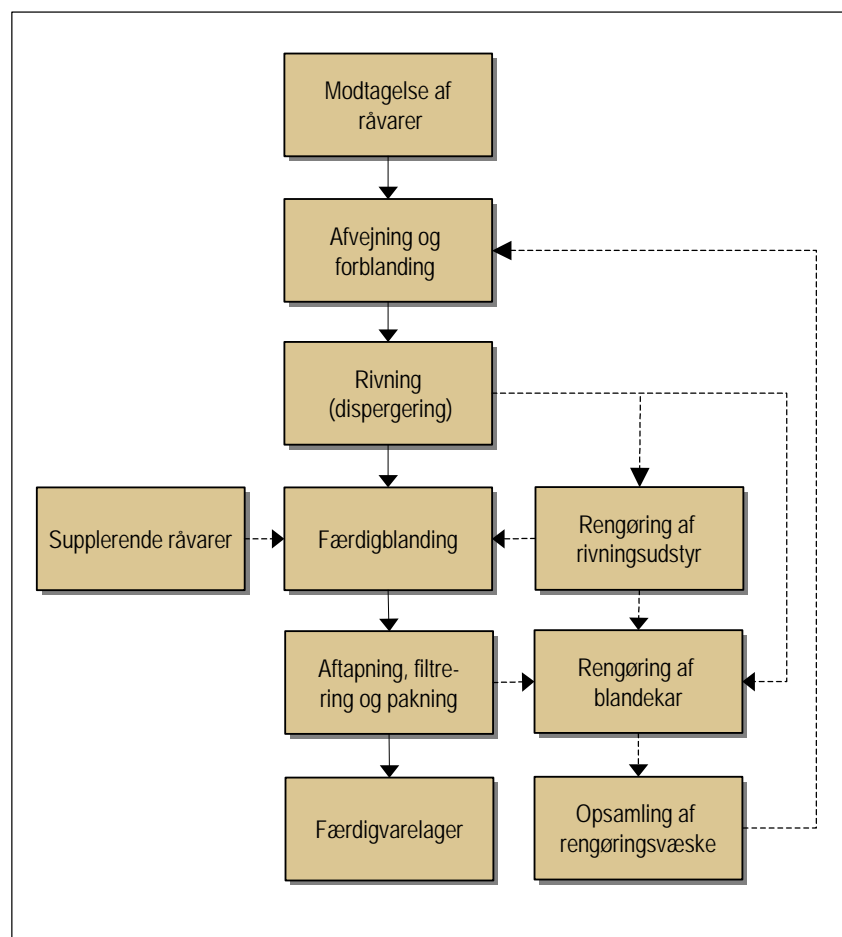 Modtagelse af
råvarer
Afvejning og
forblanding
Rivning
(dispergering)
Supplerende råvarer
Færdigblanding
Rengøring af
rivningsudstyr
Aftapning, filtre-
ring og pakning
Rengøring af
blandekar
Færdigvarelager
Opsamling af
rengøringsvæske